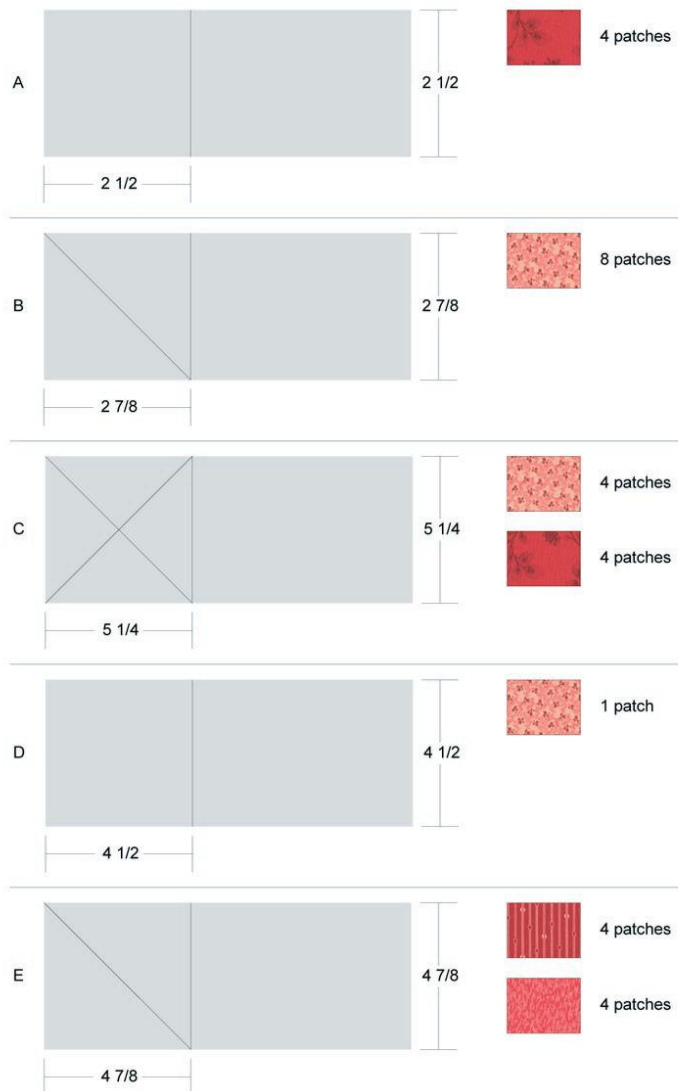 4 patches
A
2 1/2
2 1/2
8 patches
B
2 7/8
2 7/8
4 patches
C
5 1/4
4 patches
5 1/4
1 patch
D
4 1/2
4 1/2
4 patches
E
4 7/8
4 patches
4 7/8